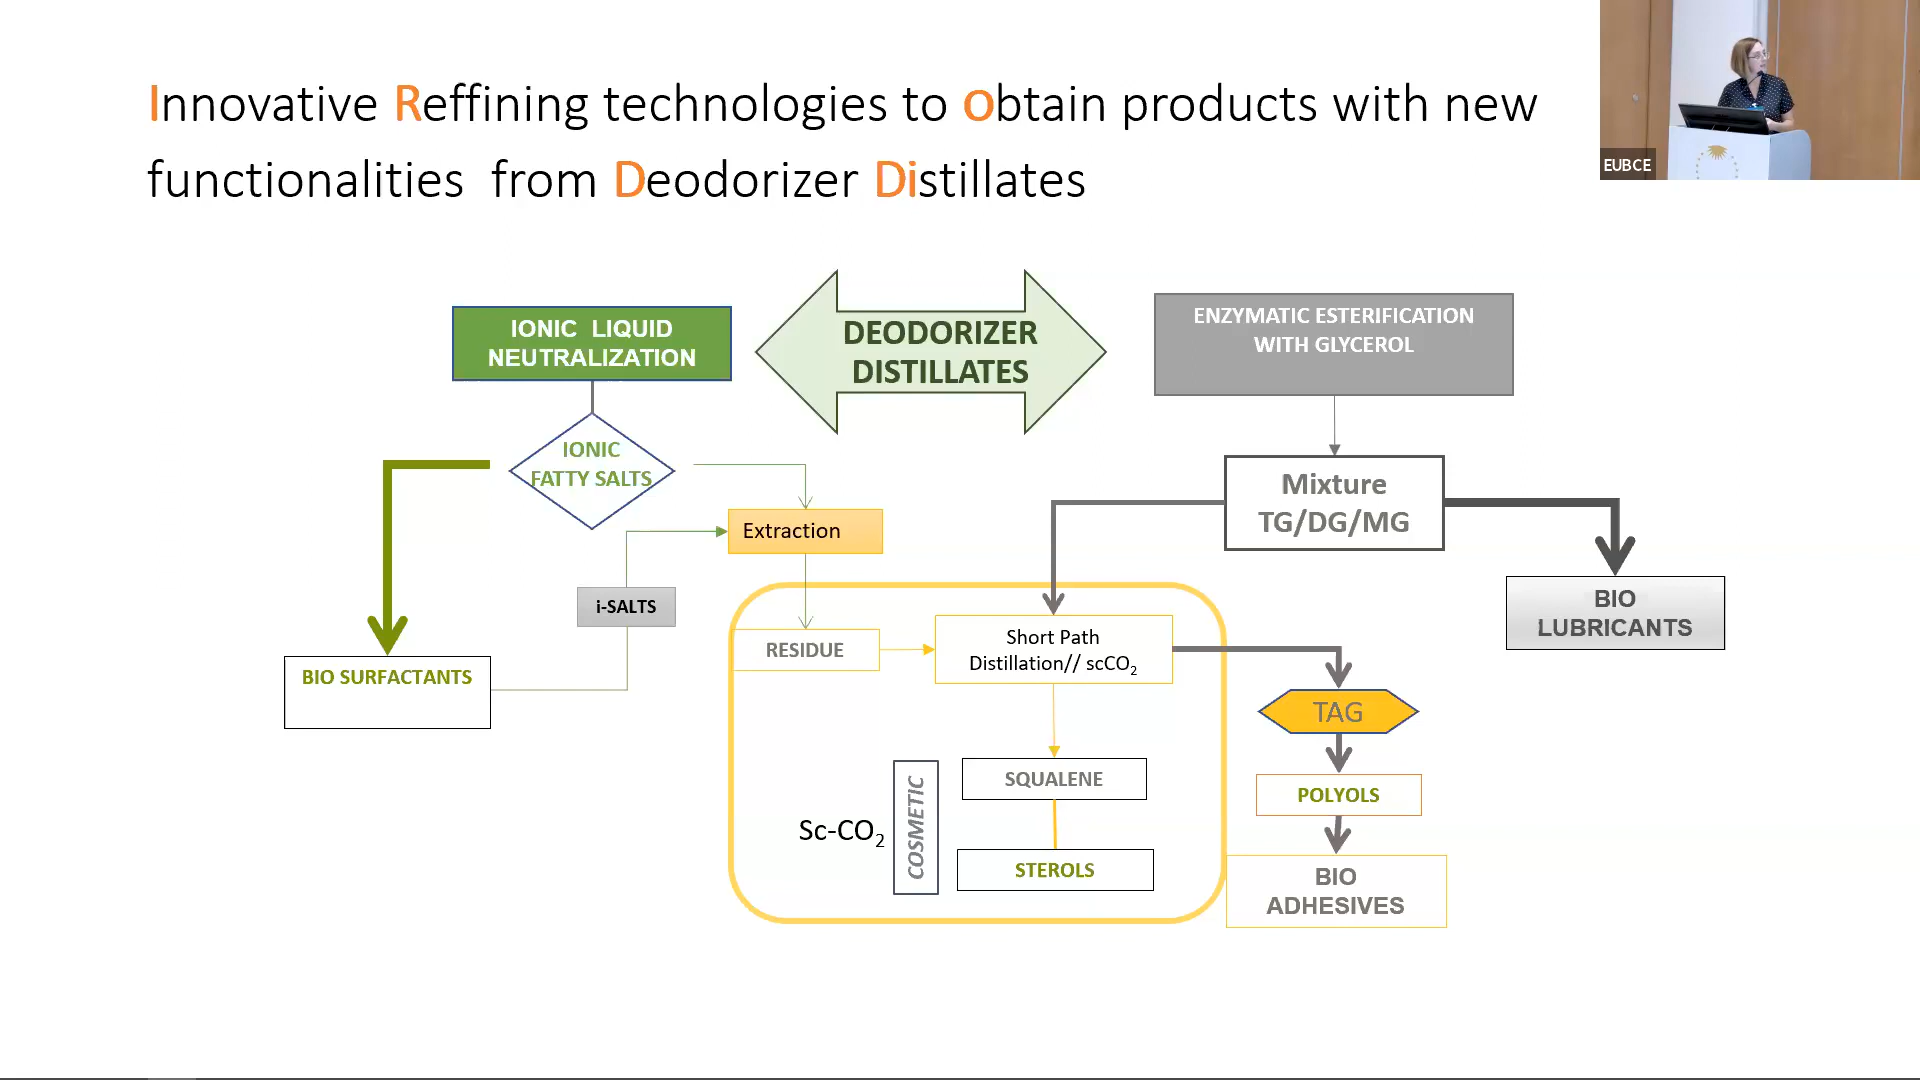 Innovative Reffining technologies to obtain products with new
functionalities from Deodorizer Distillates
EUBCE
IONIC LIQUID
NEUTRALIZATION
DEODORIZER
DISTILLATES
ENZYMATIC ESTERIFICATION
WITH GLYCEROL
IONIC
FATTY SALTS
Mixture
TG/DG/MG
Extraction
i-SALTS
BIO
LUBRICANTS
RESIDUE
Short Path
Distillation// scCO2
BIO SURFACTANTS
TAG
SQUALENE
POLYOLS
Sc-CO2
COSMETIC
STEROLS
BIO
ADHESIVES